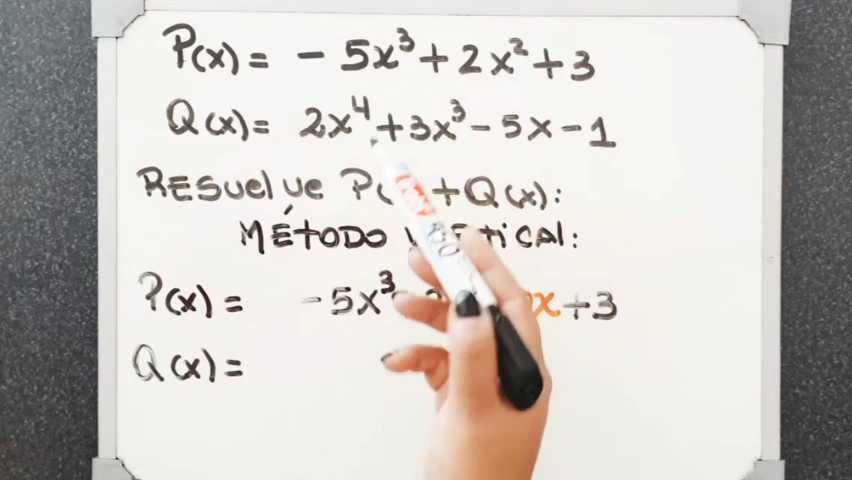 P(x) = - 5x³ + 2x² + 3
Q(x) = 2x⁴ + 3x³ - 5x - 1
RESUElVE P( + Q(x):
MÉTODO tiCAl:
P(x) = - 5x³ x + 3
Q(x) =